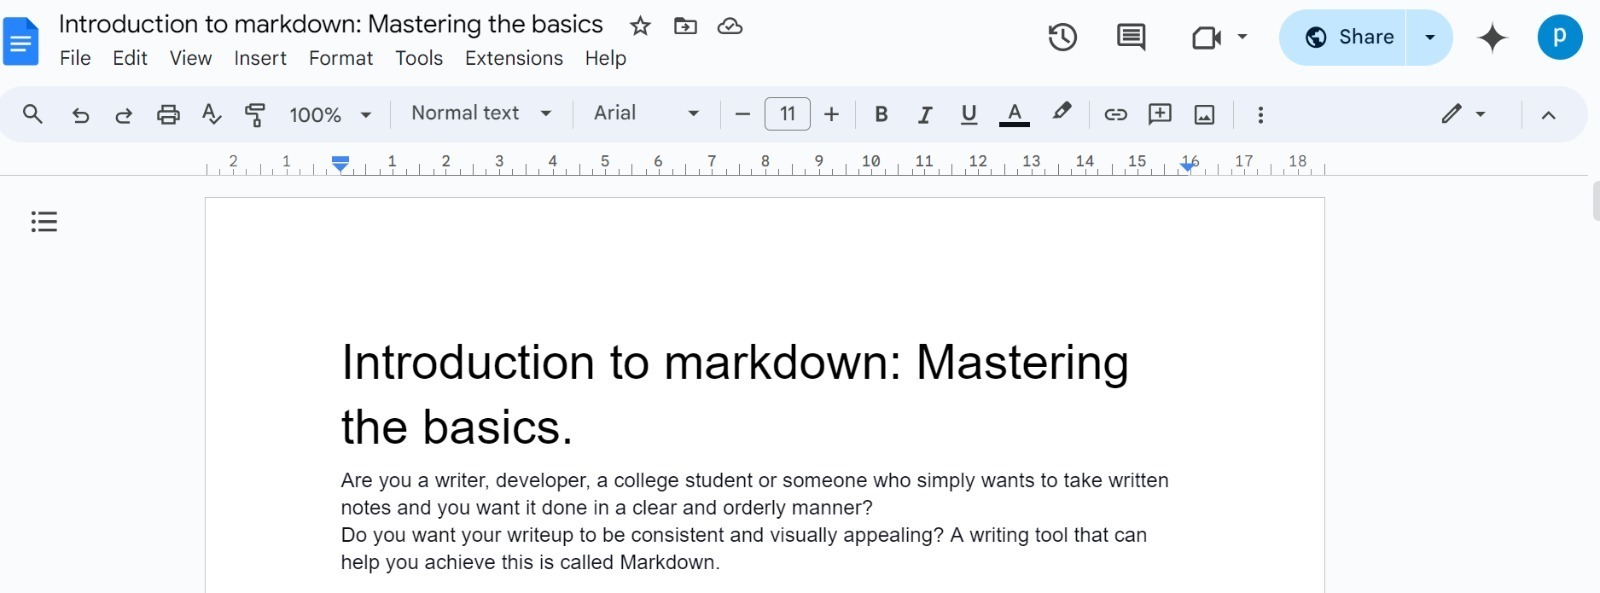 Introduction to markdown: Mastering the basics
File Edit View Insert Format Tools Extensions Help
Share
p
100% Normal text Arial 11 B I U A
2 1 1 2 3 4 5 6 7 8 9 10 11 12 13 14 15 16 17 18
Introduction to markdown: Mastering
the basics.
Are you a writer, developer, a college student or someone who simply wants to take written
notes and you want it done in a clear and orderly manner?
Do you want your writeup to be consistent and visually appealing? A writing tool that can
help you achieve this is called Markdown.